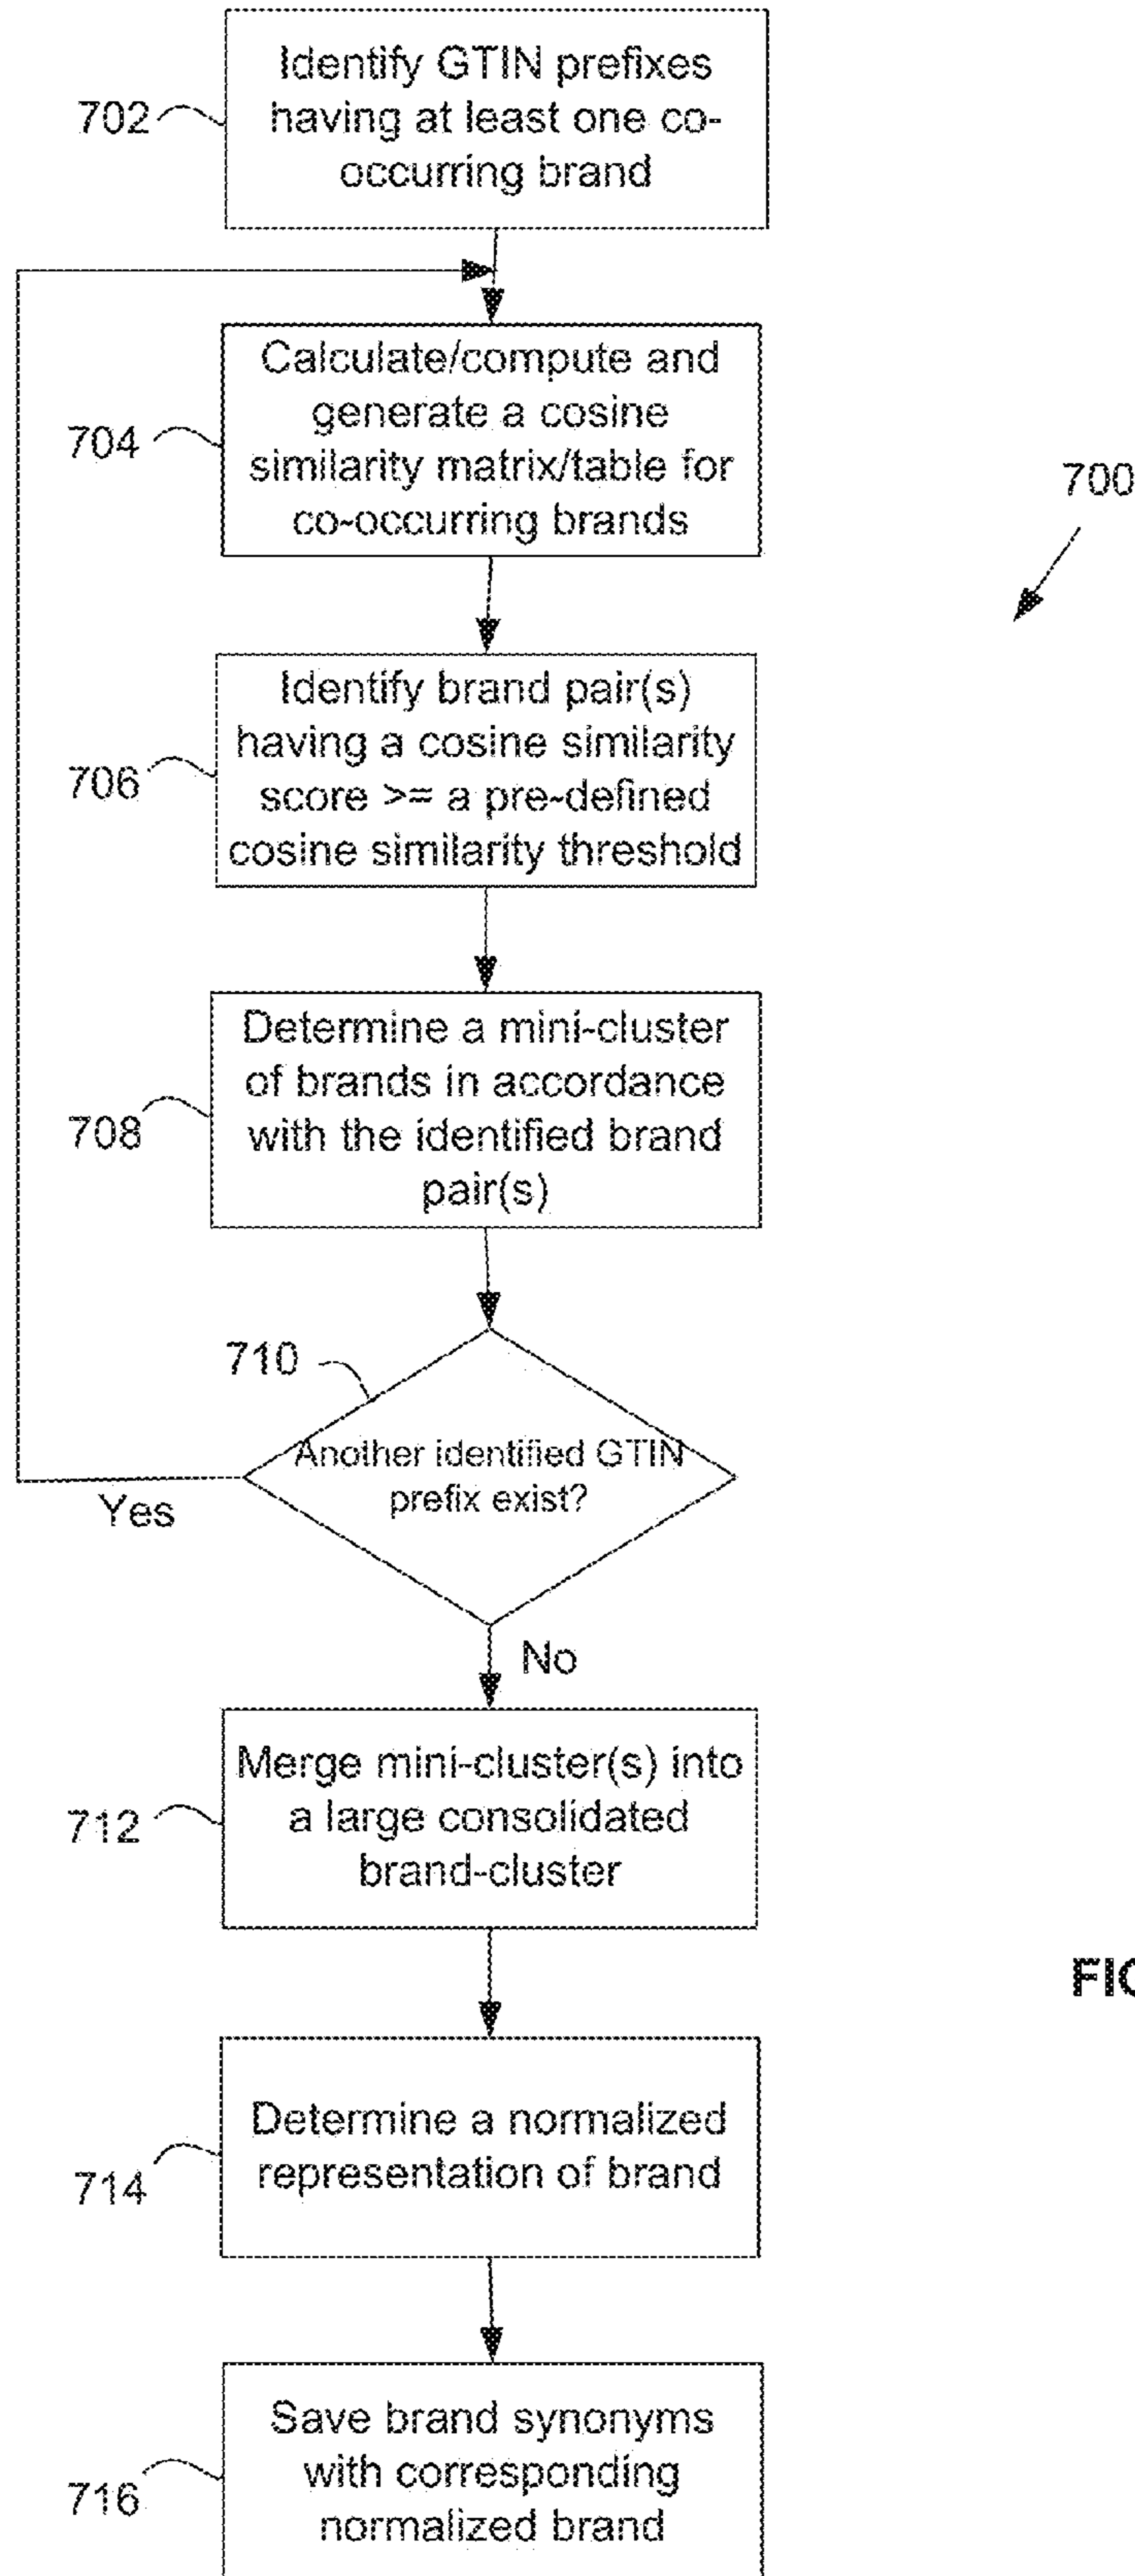 Identify GTIN prefixes
having at least one co-
occurring brand
702
Calculate/compute and
generate a cosine
similarity matrix/table for
co-occurring brands
704
700
Identify brand pair(s)
having a cosine similarity
score >= a pre-defined
cosine similarity threshold
706
Determine a mini-cluster
of brands in accordance
with the identified brand
pair(s)
708
710
Another identified GTIN
prefix exist?
Yes
No
Merge mini-cluster(s) into
a large consolidated
brand-cluster
712
FIG
Determine a normalized
representation of brand
714
Save brand synonyms
with corresponding
normalized brand
716